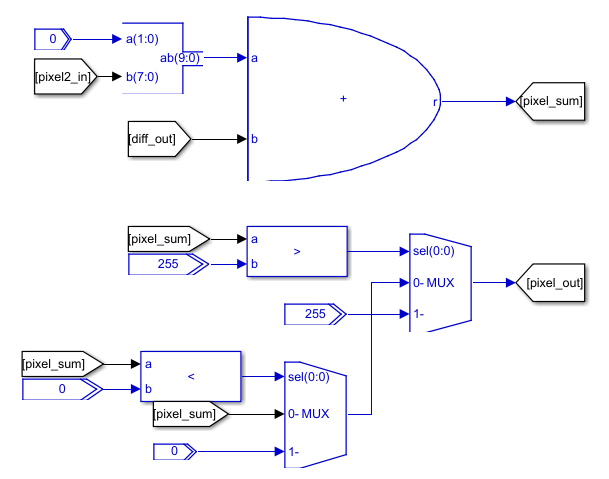 0
a(1:0)
ab(9:0)
[pixel2_in]
b(7:0)
a
+
r
[pixel_sum]
[diff_out]
b
[pixel_sum]
a
>
255
b
sel(0:0)
0- MUX
[pixel_out]
255
1-
[pixel_sum]
a
<
0
b
sel(0:0)
[pixel_sum]
0- MUX
0
1-